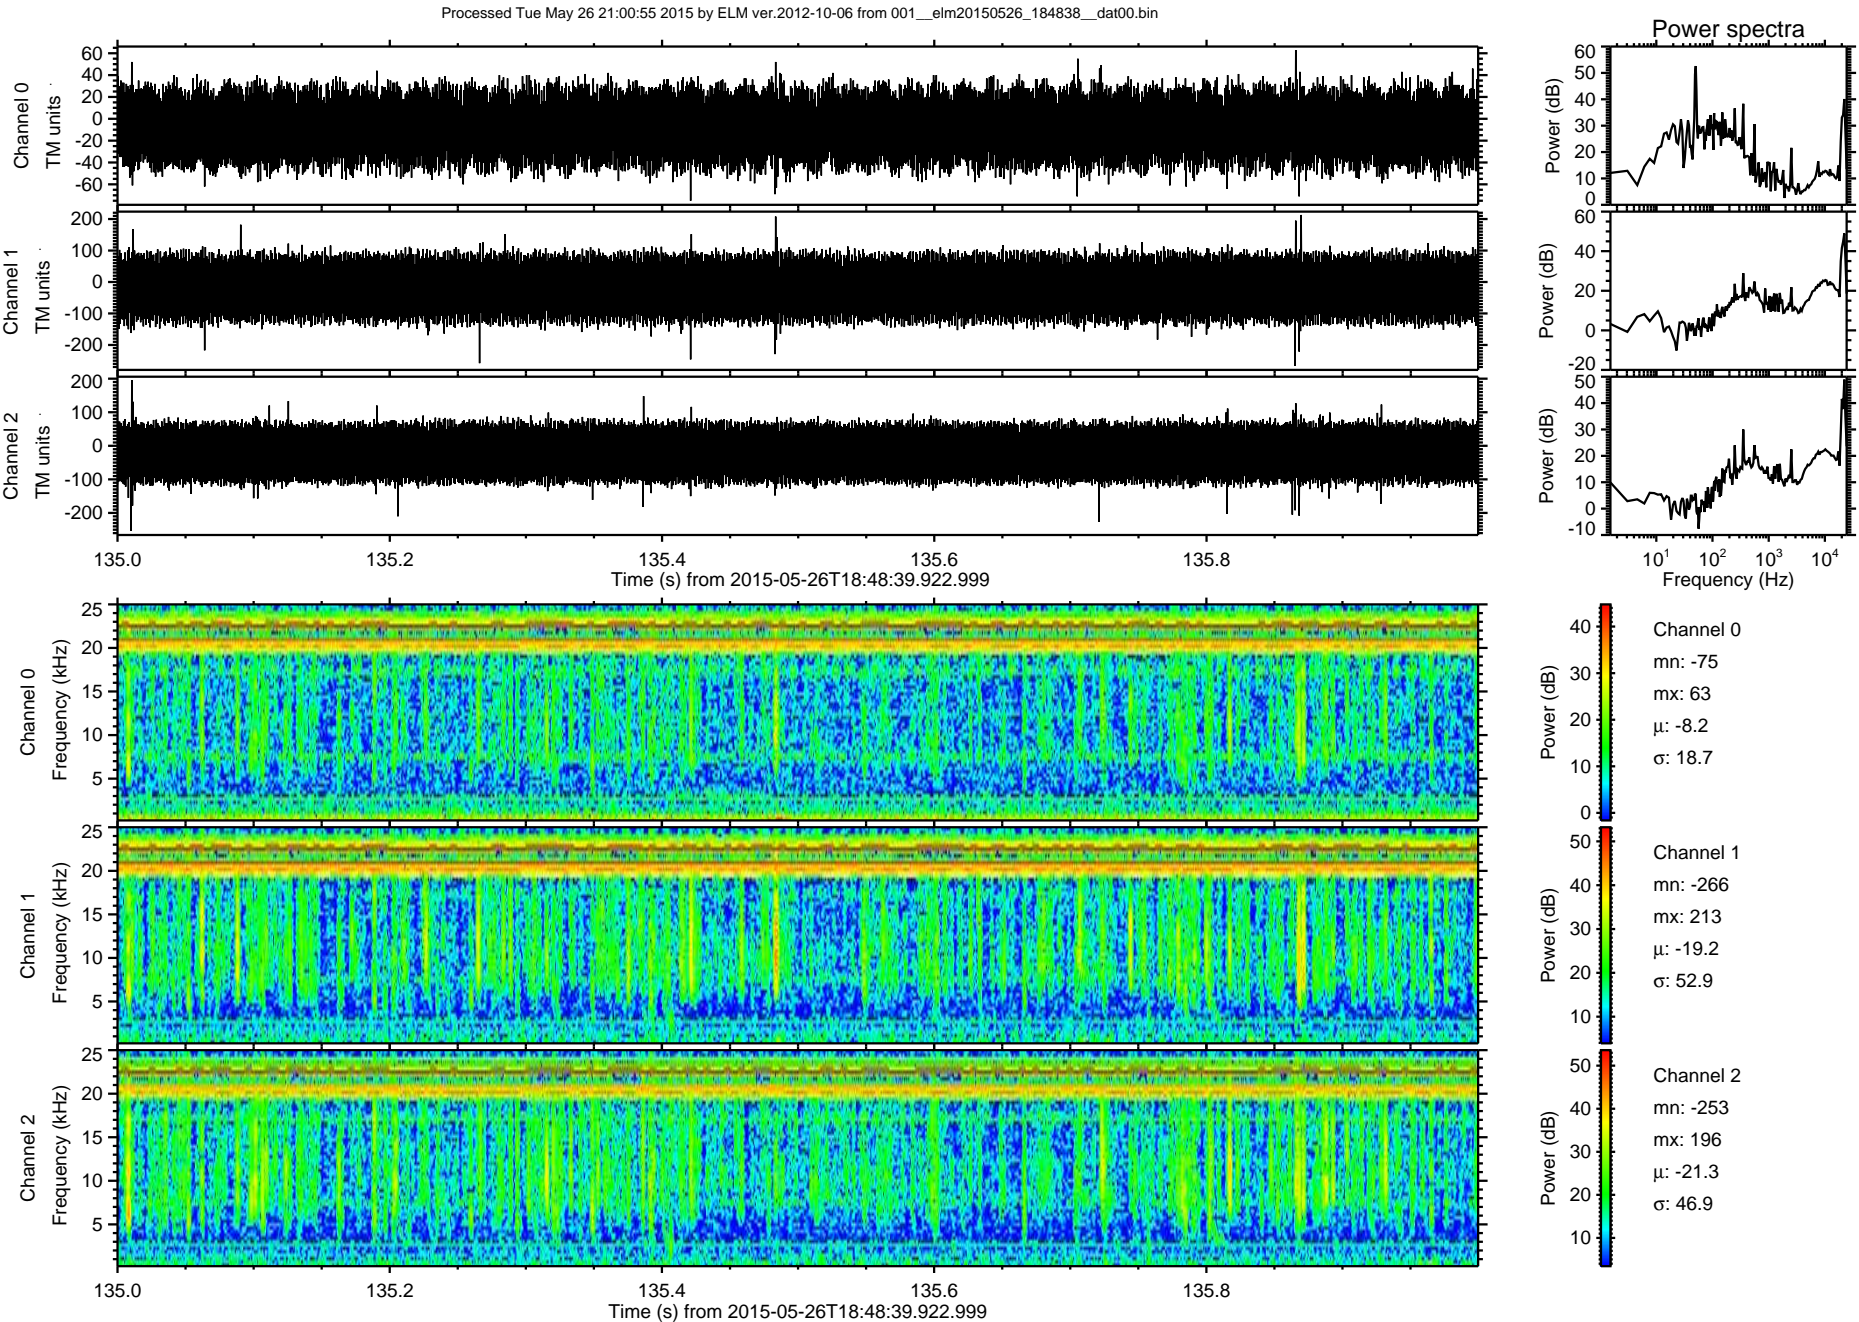 Processed Tue May 26 21:00:55 2015 by ELM ver.2012-10-06 from 001__elm20150526_184838__dat00.bin
Power spectra
Channel 0
TM units
60
40
20
0
-20
-40
-60
Power (dB)
60
50
40
30
20
10
0
Channel 1
TM units
200
100
0
-100
-200
Power (dB)
60
40
20
0
-20
Channel 2
TM units
200
100
0
-100
-200
Power (dB)
50
40
30
20
10
0
-10
135.0 135.2 135.4 135.6 135.8
Time (s) from 2015-05-26T18:48:39.922.999
10^1 10^2 10^3 10^4
Frequency (Hz)
Channel 0
Frequency (kHz)
25
20
15
10
5
Power (dB)
40
30
20
10
0
Channel 0
mn: -75
mx: 63
μ: -8.2
σ: 18.7
Channel 1
Frequency (kHz)
25
20
15
10
5
Power (dB)
50
40
30
20
10
Channel 1
mn: -266
mx: 213
μ: -19.2
σ: 52.9
Channel 2
Frequency (kHz)
25
20
15
10
5
Power (dB)
50
40
30
20
10
Channel 2
mn: -253
mx: 196
μ: -21.3
σ: 46.9
135.0 135.2 135.4 135.6 135.8
Time (s) from 2015-05-26T18:48:39.922.999